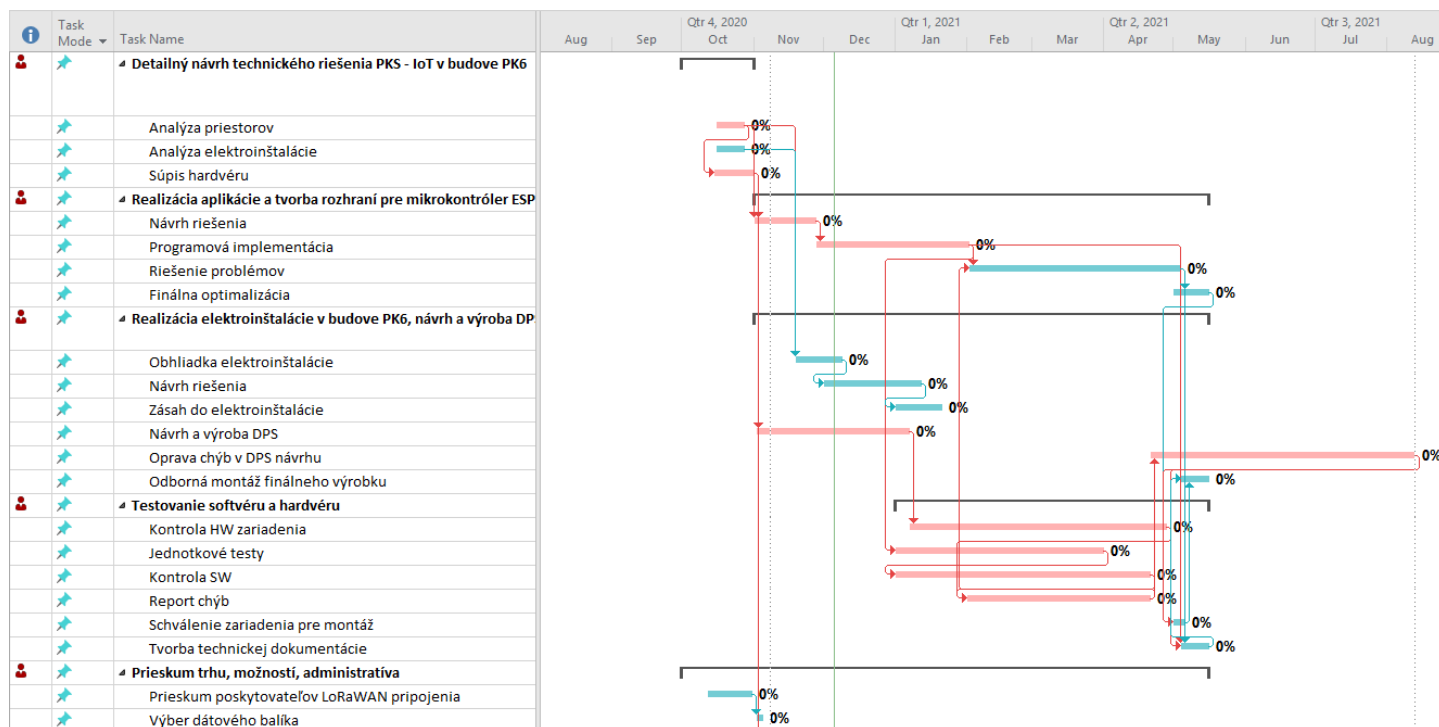 Task Mode
Task Name
Qtr 4, 2020
Qtr 1, 2021
Qtr 2, 2021
Qtr 3, 2021
Aug Sep Oct Nov Dec Jan Feb Mar Apr May Jun Jul Aug
Detailný návrh technického riešenia PKS - IoT v budove PK6
Analýza priestorov 0%
Analýza elektroinštalácie 0%
Súpis hardvéru 0%
Realizácia aplikácie a tvorba rozhraní pre mikrokontróler ESP
Návrh riešenia 0%
Programová implementácia 0%
Riešenie problémov 0%
Finálna optimalizácia 0%
Realizácia elektroinštalácie v budove PK6, návrh a výroba DP
Obhliadka elektroinštalácie 0%
Návrh riešenia 0%
Zásah do elektroinštalácie 0%
Návrh a výroba DPS 0%
Oprava chýb v DPS návrhu 0%
Odborná montáž finálneho výrobku 0%
Testovanie softvéru a hardvéru
Kontrola HW zariadenia 0%
Jednotkové testy 0%
Kontrola SW 0%
Report chýb 0%
Schválenie zariadenia pre montáž 0%
Tvorba technickej dokumentácie 0%
Prieskum trhu, možností, administratíva
Prieskum poskytovateľov LoRaWAN pripojenia 0%
Výber dátového balíka 0%